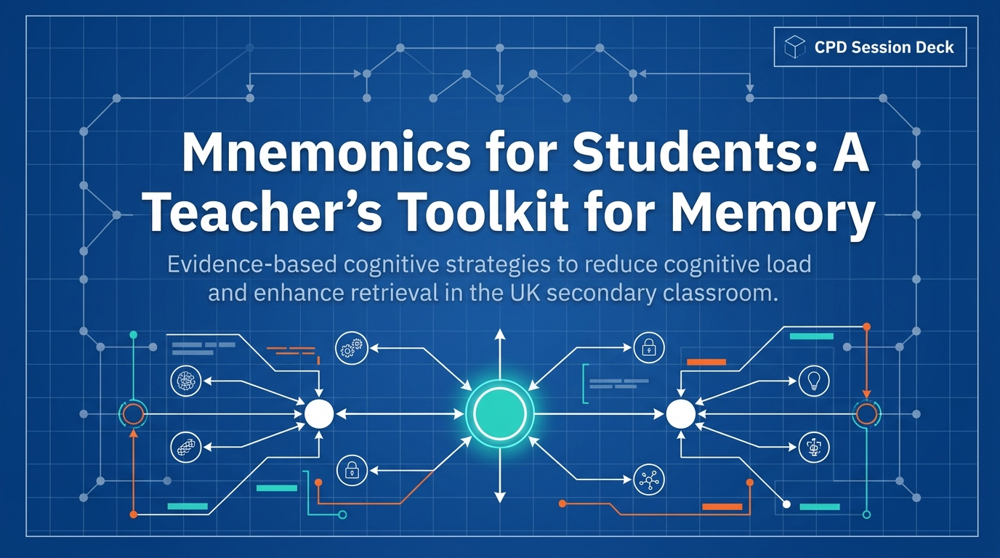 CPD Session Deck
Mnemonics for Students: A
Teacher’s Toolkit for Memory
Evidence-based cognitive strategies to reduce cognitive load
and enhance retrieval in the UK secondary classroom.